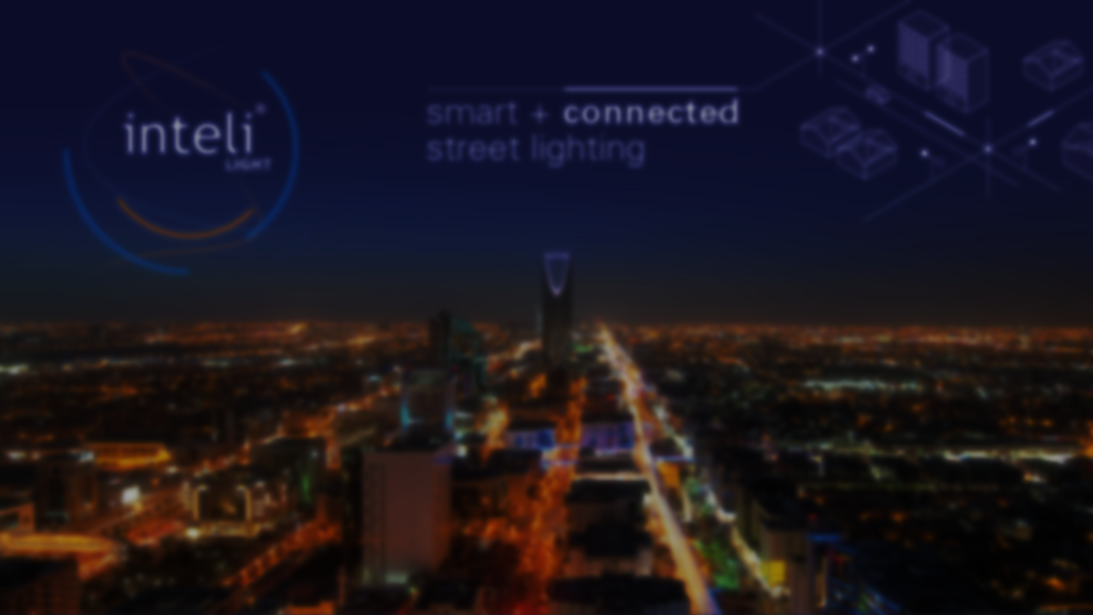 inteli
LIGHT
smart + connected
street lighting